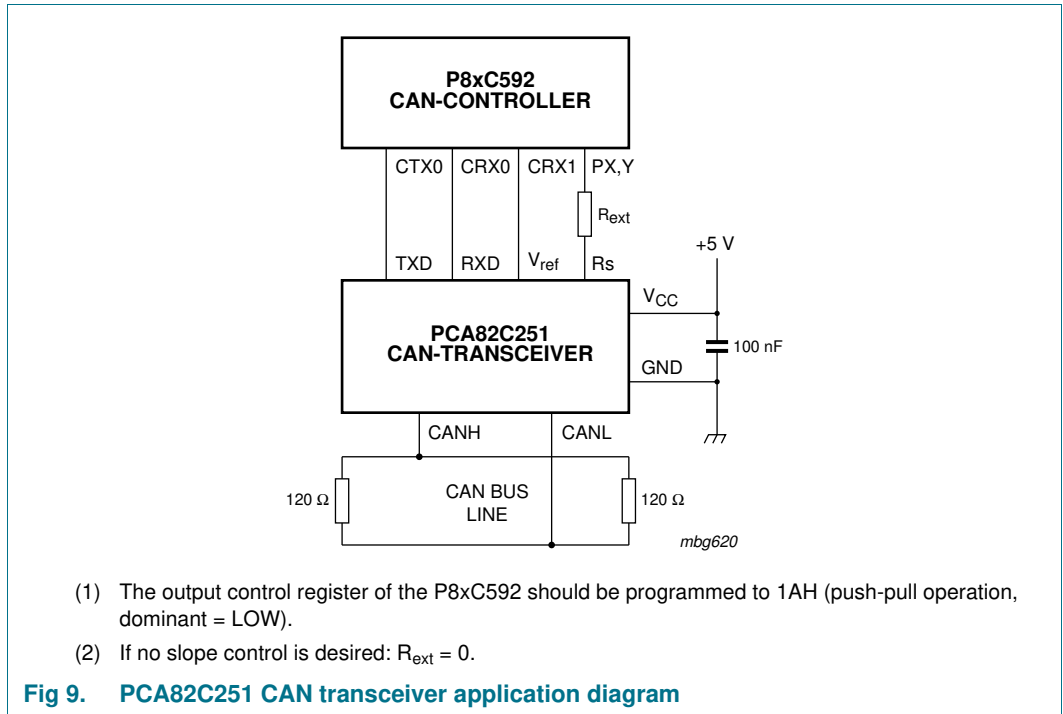 P8xC592
CAN-CONTROLLER
CTX0 CRX0 CRX1 PX,Y
Rext
+5 V
TXD RXD Vref Rs
VCC
PCA82C251
CAN-TRANSCEIVER
100 nF
GND
CANH CANL
120 Ω
CAN BUS
LINE
120 Ω
mbg620
(1) The output control register of the P8xC592 should be programmed to 1AH (push-pull operation,
dominant = LOW).
(2) If no slope control is desired: Rext = 0.
Fig 9. PCA82C251 CAN transceiver application diagram